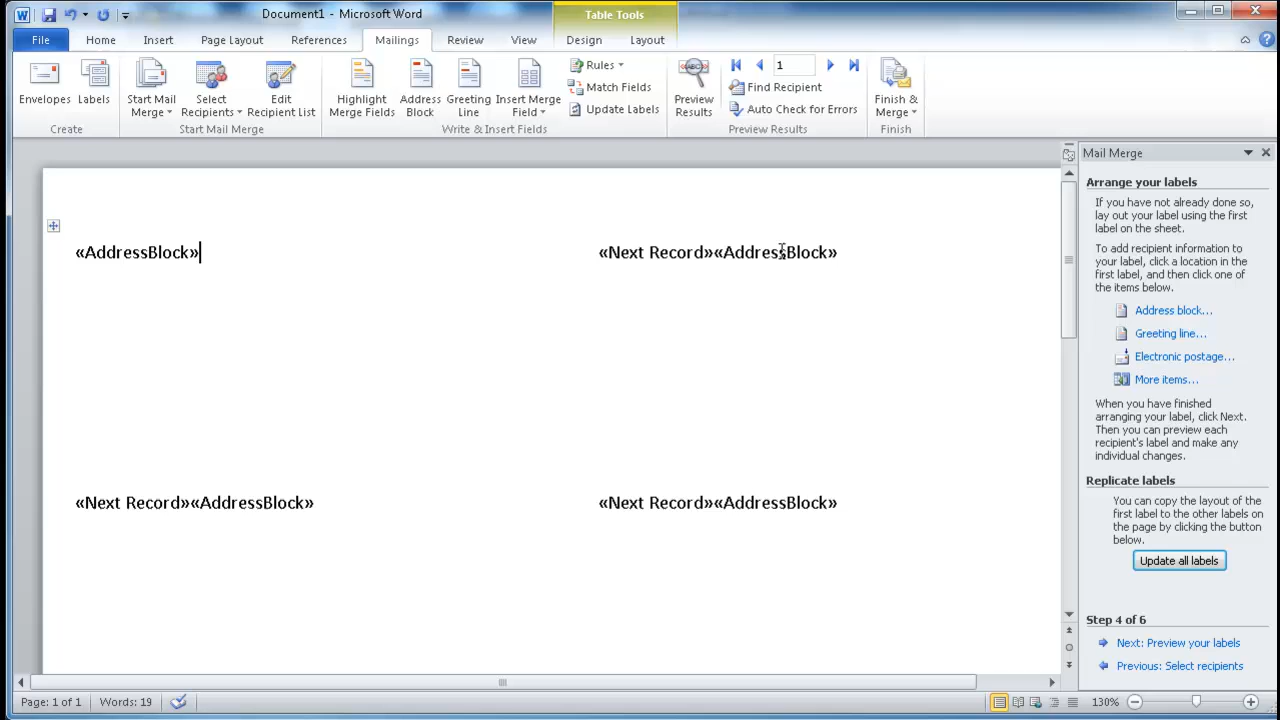 Document1 - Microsoft Word
Table Tools
File Home Insert Page Layout References Mailings Review View Design Layout
Envelopes
Labels
Create
Start Mail
Merge
Select
Recipients
Edit
Recipient List
Start Mail Merge
Highlight
Merge Fields
Address
Block
Greeting
Line
Insert Merge
Field
Rules
Match Fields
Update Labels
Write & Insert Fields
ABC
Preview
Results
1
Find Recipient
Auto Check for Errors
Preview Results
Finish &
Merge
Finish
«AddressBlock»
«Next Record»«AddressBlock»
«Next Record»«AddressBlock»
«Next Record»«AddressBlock»
Mail Merge
Arrange your labels
If you have not already done so,
lay out your label using the first
label on the sheet.
To add recipient information to
your label, click a location in the
first label, and then click one of
the items below.
Address block...
Greeting line...
Electronic postage...
More items...
When you have finished
arranging your label, click Next.
Then you can preview each
recipient's label and make any
individual changes.
Replicate labels
You can copy the layout of the
first label to the other labels on
the page by clicking the button
below.
Update all labels
Step 4 of 6
Next: Preview your labels
Previous: Select recipients
Page: 1 of 1 Words: 19
130%